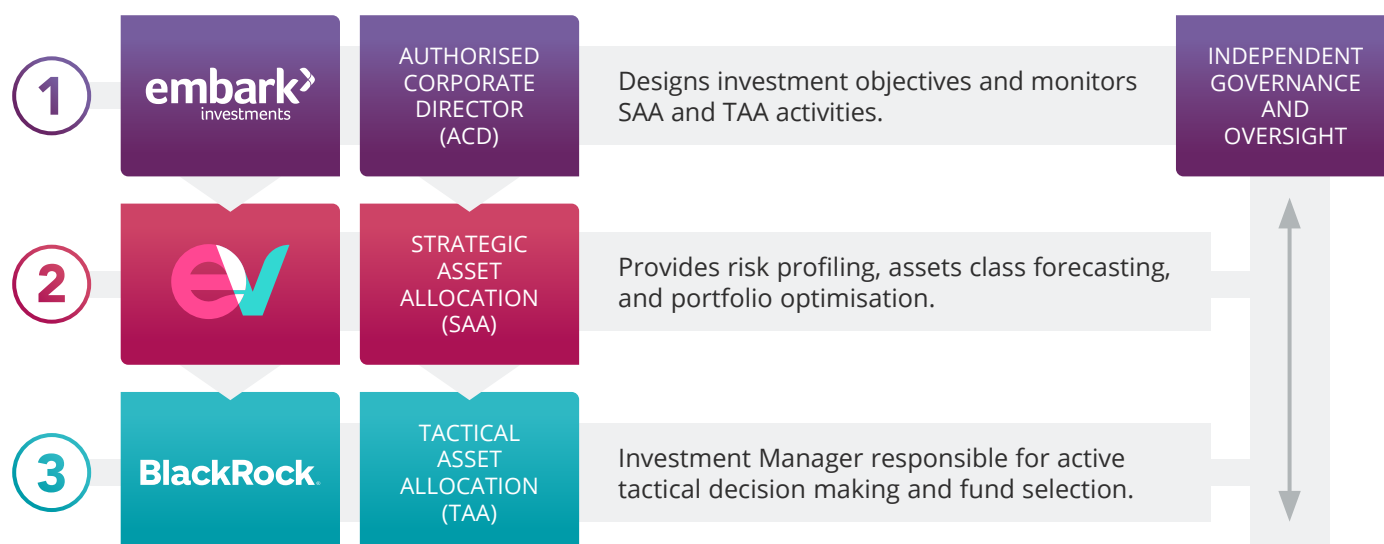 1
embark
investments
AUTHORISED
CORPORATE
DIRECTOR
(ACD)
Designs investment objectives and monitors
SAA and TAA activities.
INDEPENDENT
GOVERNANCE
AND
OVERSIGHT
2
ev
STRATEGIC
ASSET
ALLOCATION
(SAA)
Provides risk profiling, assets class forecasting,
and portfolio optimisation.
3
BlackRock.
TACTICAL
ASSET
ALLOCATION
(TAA)
Investment Manager responsible for active
tactical decision making and fund selection.